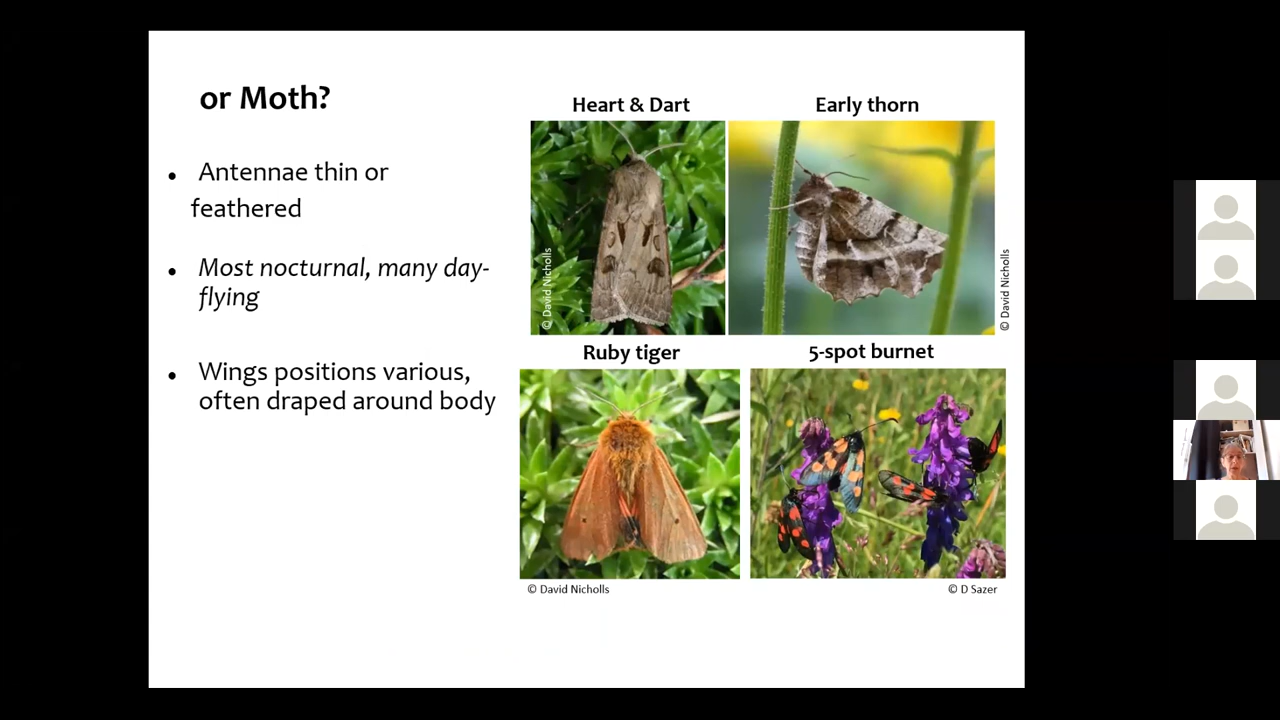 or Moth?
• Antennae thin or
feathered
• Most nocturnal, many day-
flying
• Wings positions various,
often draped around body
Heart & Dart
Early thorn
© David Nicholls
© David Nicholls
Ruby tiger
5-spot burnet
© David Nicholls
© D Sazer